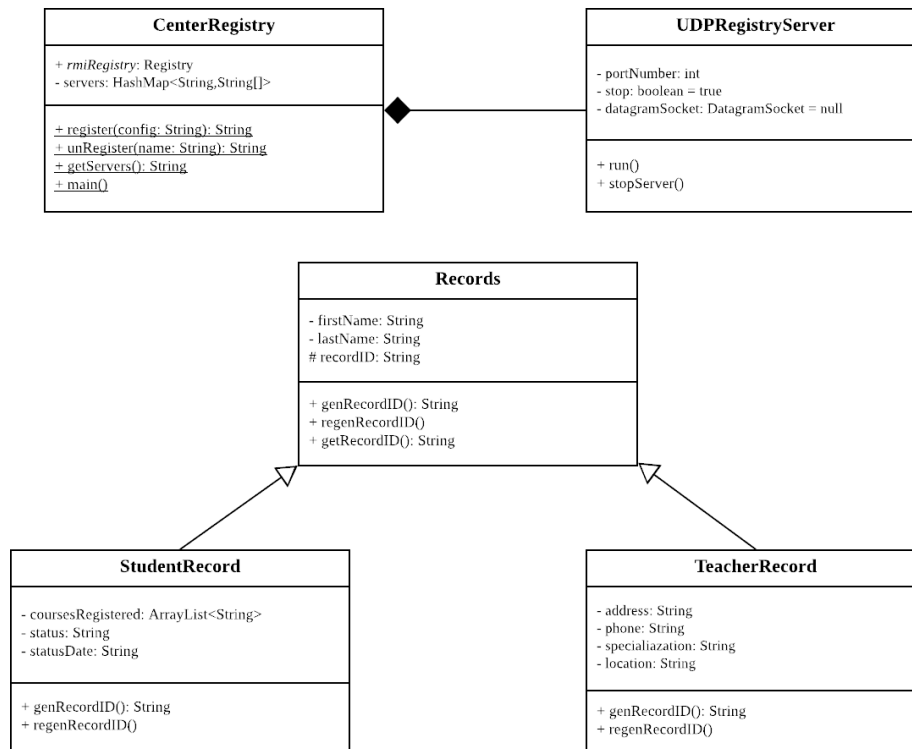 CenterRegistry
+ rmiRegistry: Registry
- servers: HashMap<String,String[]>
+ register(config: String): String
+ unRegister(name: String): String
+ getServers(): String
+ main()
UDPRegistryServer
- portNumber: int
- stop: boolean = true
- datagramSocket: DatagramSocket = null
+ run()
+ stopServer()
Records
- firstName: String
- lastName: String
# recordID: String
+ genRecordID(): String
+ regenRecordID()
+ getRecordID(): String
StudentRecord
- coursesRegistered: ArrayList<String>
- status: String
- statusDate: String
+ genRecordID(): String
+ regenRecordID()
TeacherRecord
- address: String
- phone: String
- specialiazation: String
- location: String
+ genRecordID(): String
+ regenRecordID()